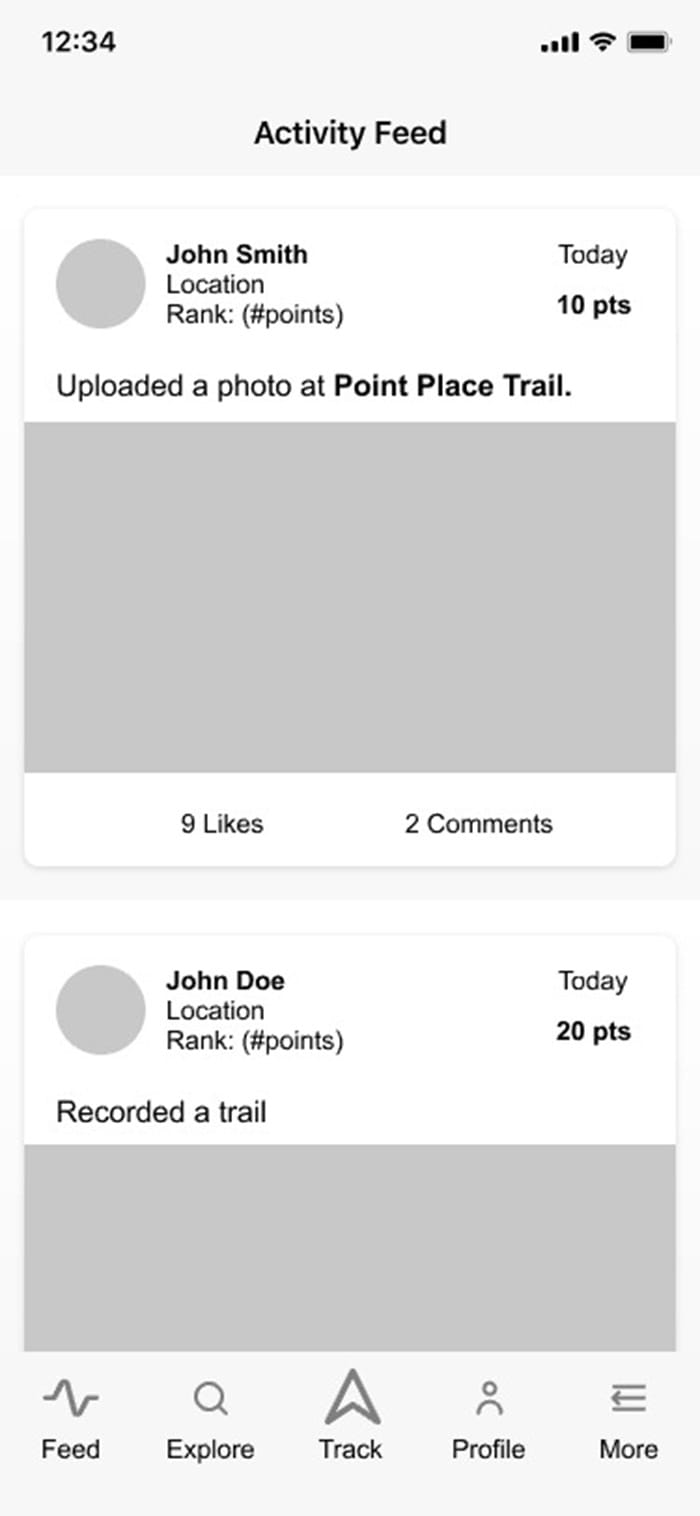 12:34
Activity Feed
John Smith
Today
Location
Rank: (#points)
10 pts
Uploaded a photo at Point Place Trail.
9 Likes 2 Comments
John Doe
Today
Location
Rank: (#points)
20 pts
Recorded a trail
Feed Explore Track Profile More